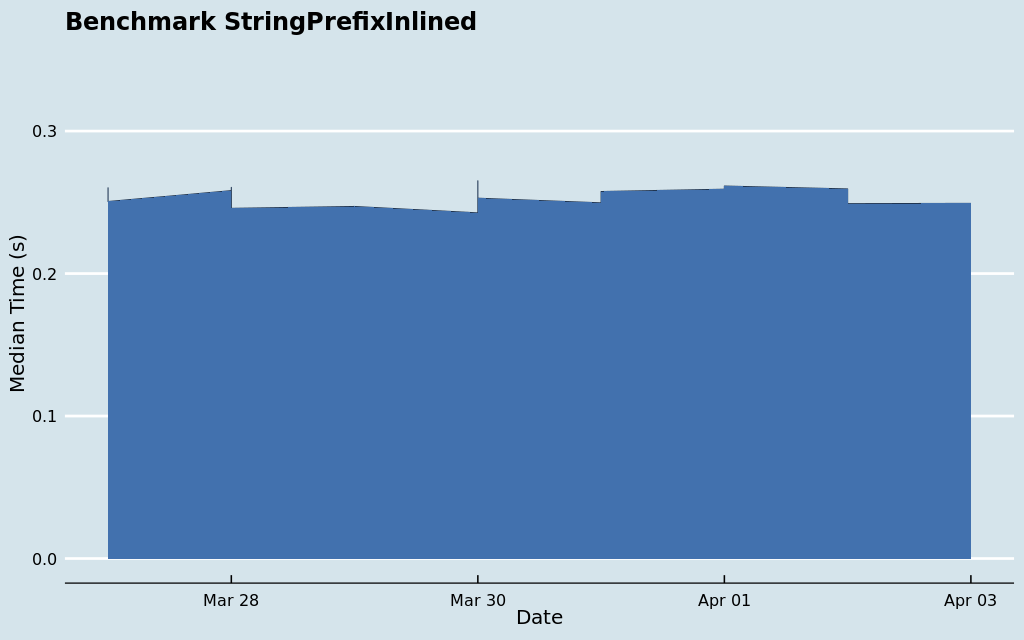 Benchmark StringPrefixInlined
0.3
0.2
0.1
0.0
Median Time (s)
Mar 28
Mar 30
Apr 01
Apr 03
Date